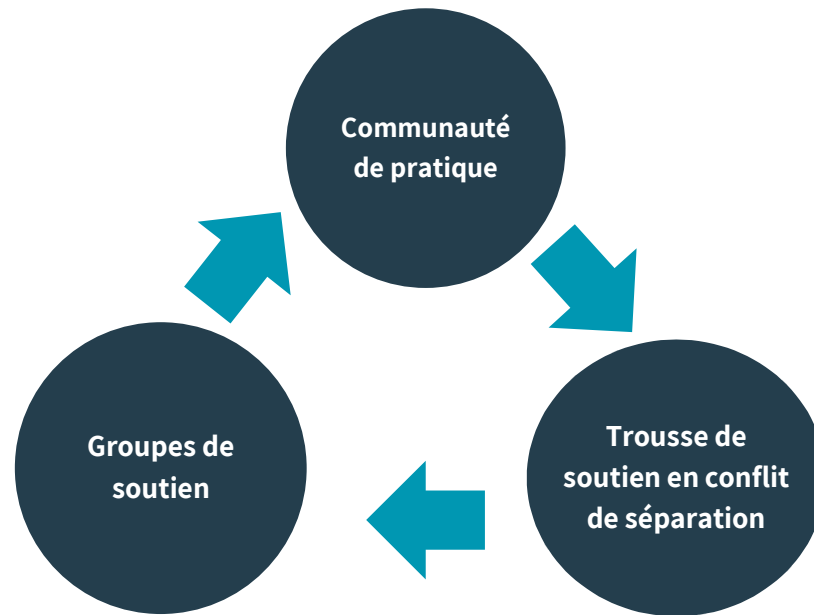 Communauté
de pratique
Groupes de
soutien
Trousse de
soutien en conflit
de séparation